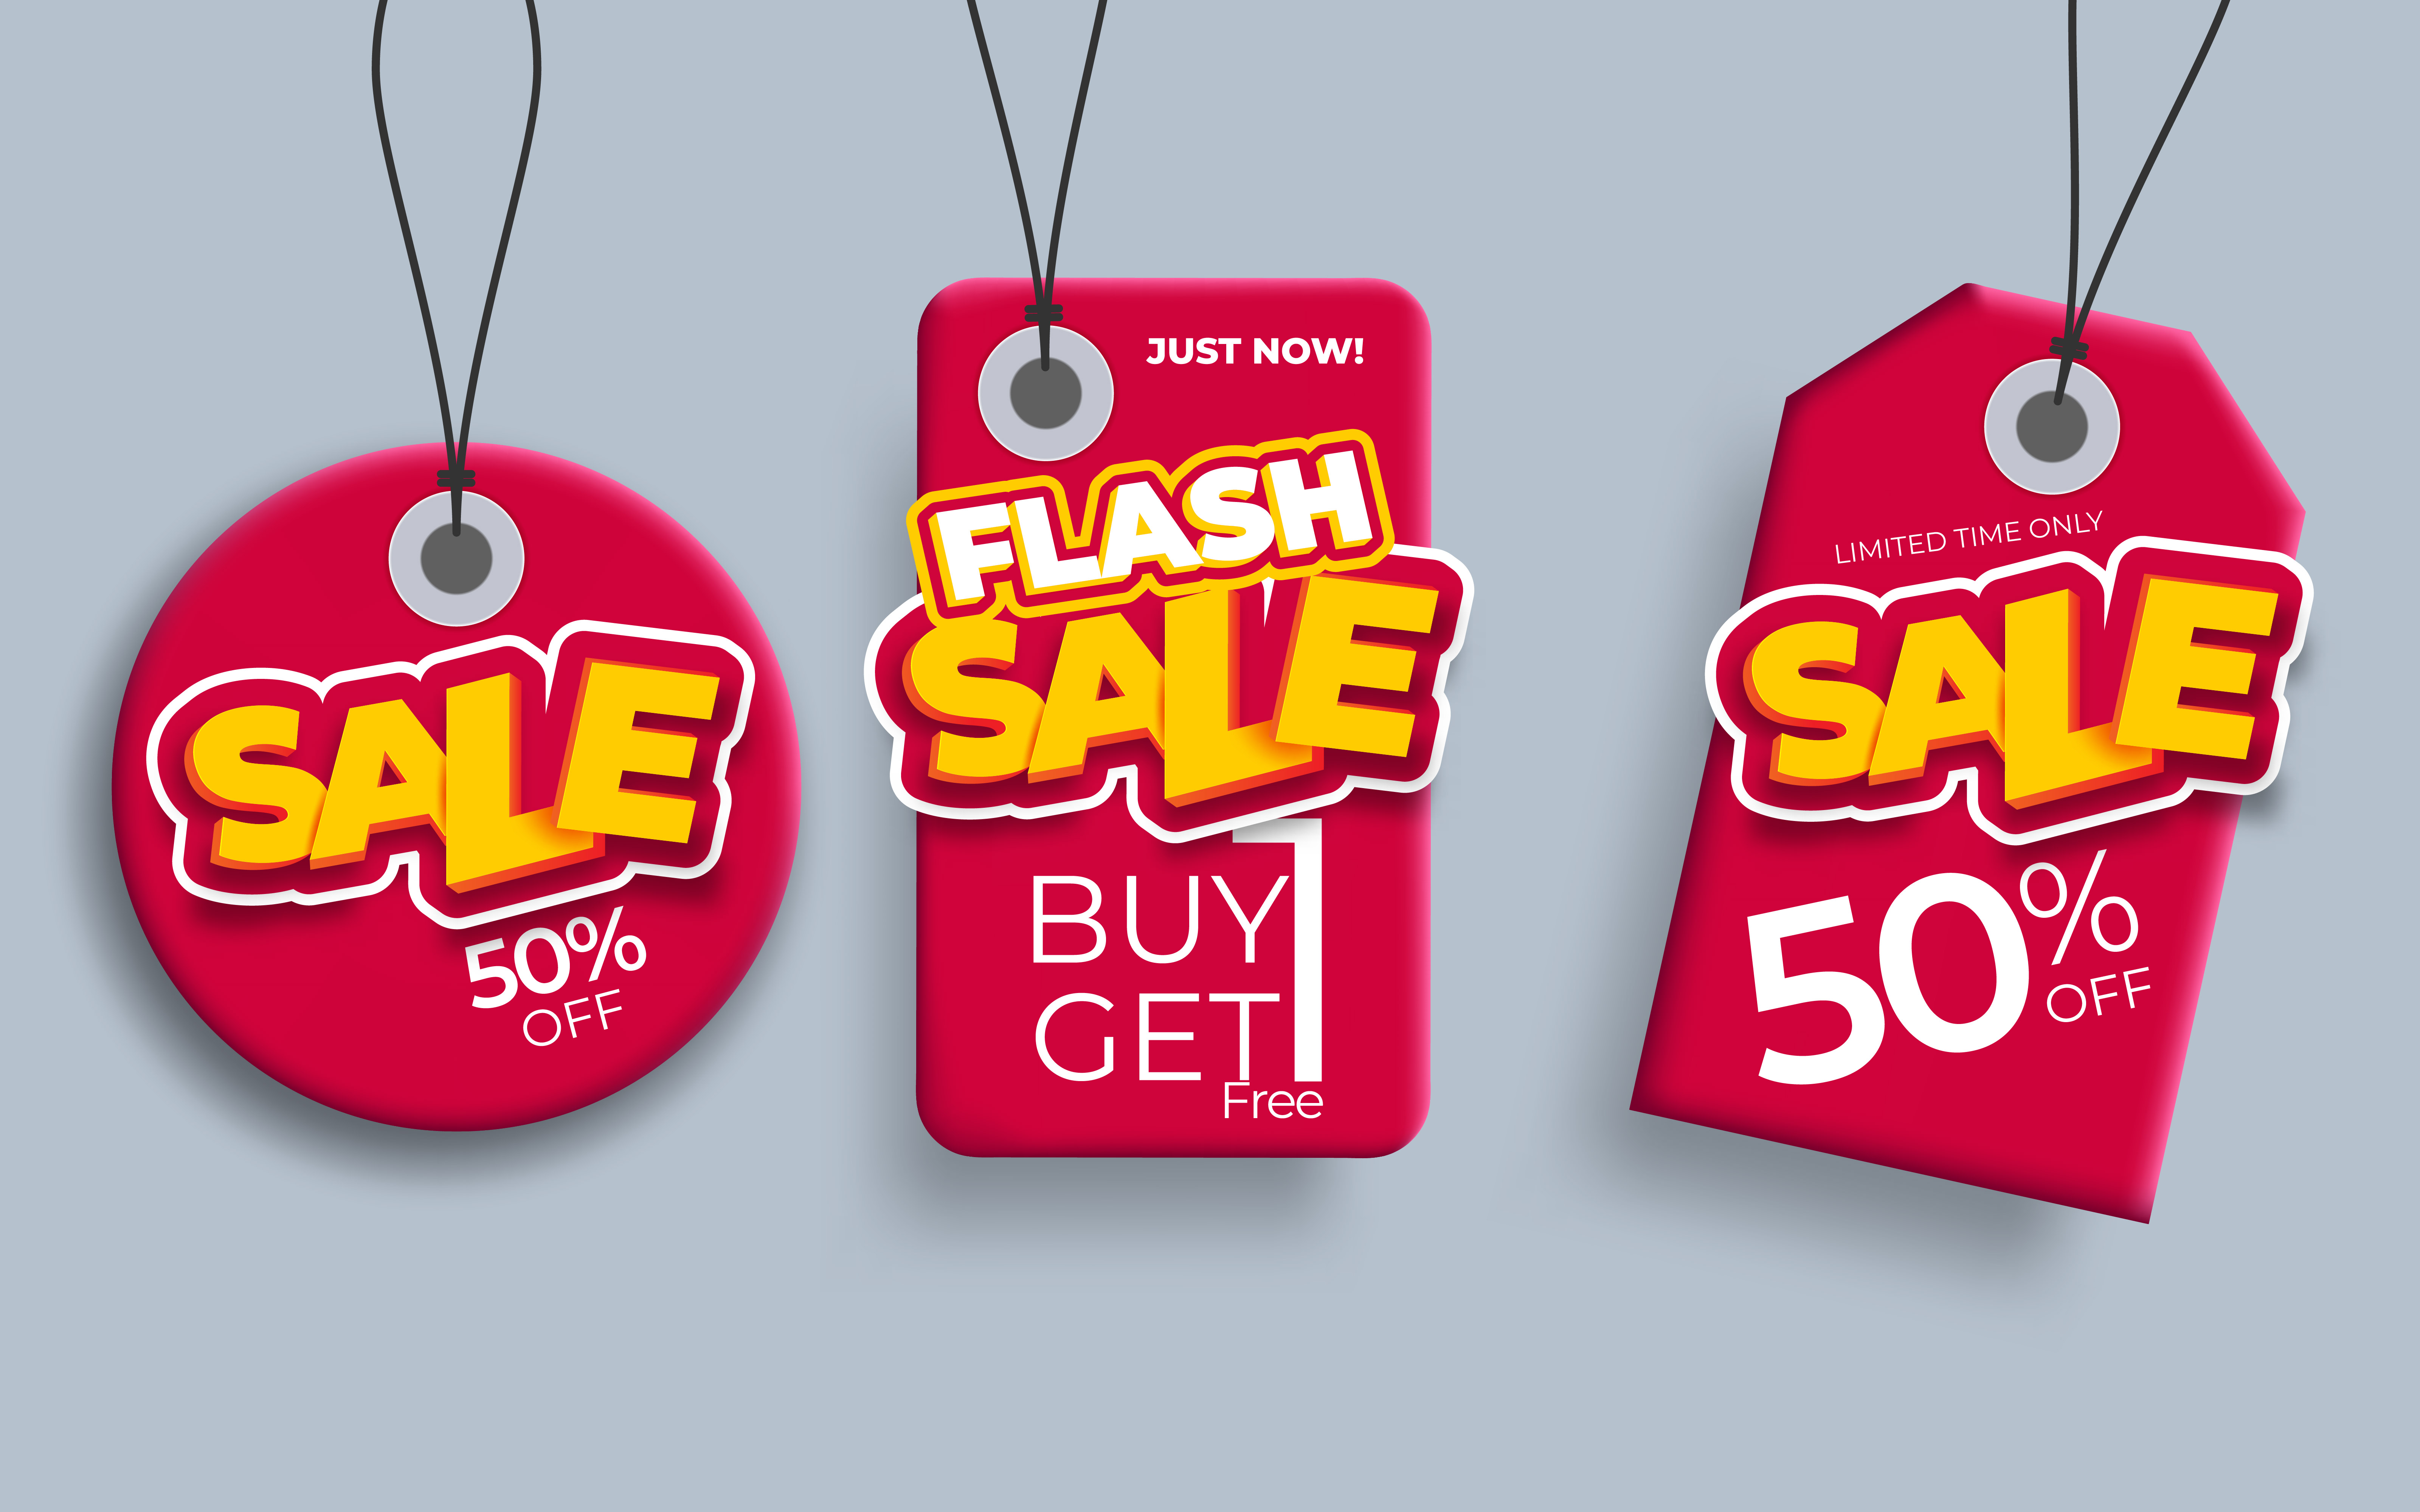 SALE
50%
OFF
JUST NOW!
FLASH
SALE
BUY 1
GET
Free
LIMITED TIME ONLY
SALE
50%
OFF